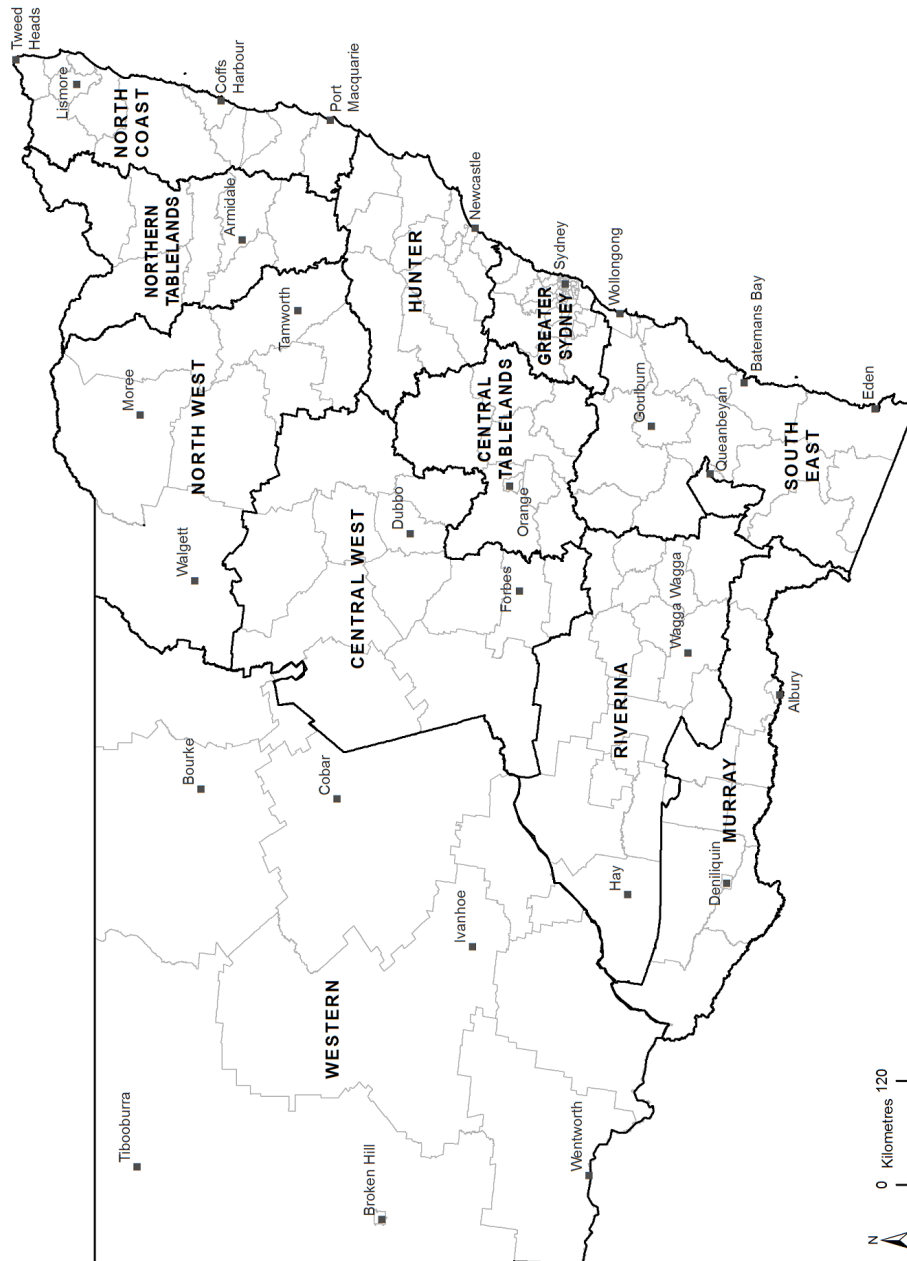 Tweed
Heads
Lismore
NORTH
COAST
Coffs
Harbour
Port
Macquarie
NORTHERN
TABLELANDS
Armidale
Moree
NORTH WEST
Tamworth
HUNTER
Newcastle
Walgett
Tibooburra
Bourke
Cobar
WESTERN
Broken Hill
Ivanhoe
Wentworth
CENTRAL WEST
Dubbo
Forbes
CENTRAL
TABLELANDS
Orange
GREATER
SYDNEY
Sydney
Wollongong
Goulburn
Queanbeyan
Batemans Bay
SOUTH
EAST
Eden
RIVERINA
Wagga Wagga
Hay
MURRAY
Deniliquin
Albury
N
0
Kilometres
120